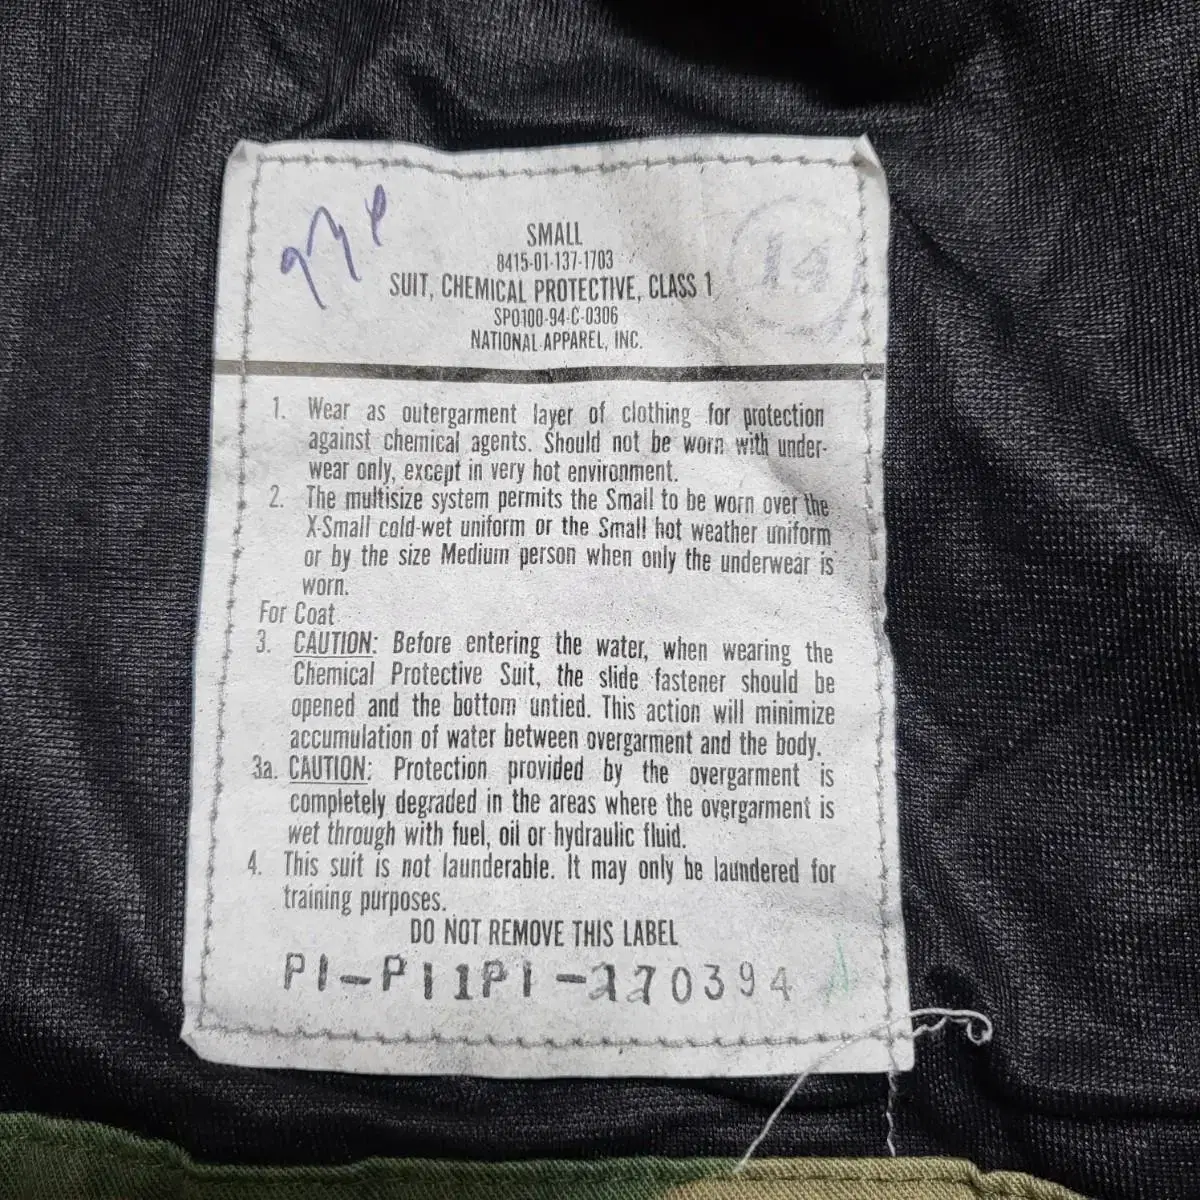 SMALL
8415-01-137-1703
SUIT, CHEMICAL PROTECTIVE, CLASS 1
SPO100-94-C-0306
NATIONAL APPAREL, INC.
14
1. Wear as outergarment layer of clothing for protection
against chemical agents. Should not be worn with under-
wear only, except in very hot environment.
2. The multisize system permits the Small to be worn over the
X-Small cold-wet uniform or the Small hot weather uniform
or by the size Medium person when only the underwear is
worn.
For Coat
3. CAUTION: Before entering the water, when wearing the
Chemical Protective Suit, the slide fastener should be
opened and the bottom untied. This action will minimize
accumulation of water between overgarment and the body.
3a. CAUTION: Protection provided by the overgarment is
completely degraded in the areas where the overgarment is
wet through with fuel, oil or hydraulic fluid.
4. This suit is not launderable. It may only be laundered for
training purposes.
DO NOT REMOVE THIS LABEL